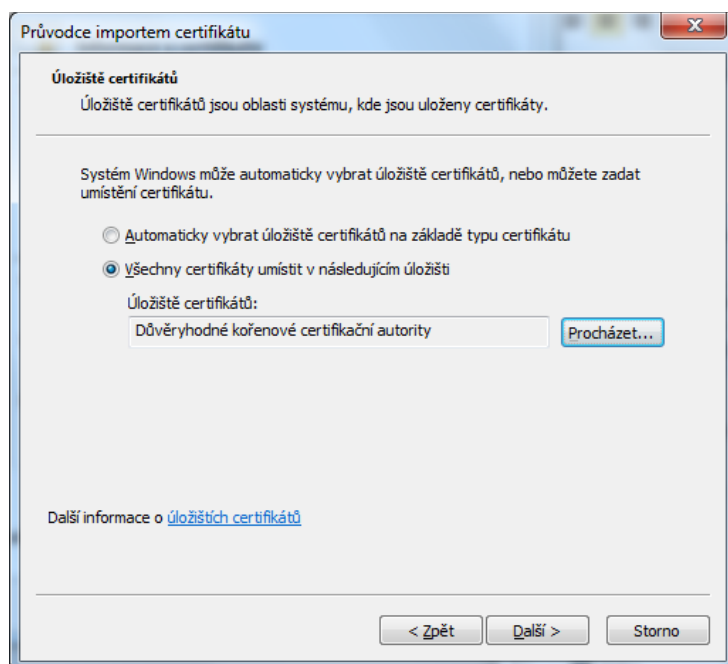 Průvodce importem certifikátu
Úložiště certifikátů
Úložiště certifikátů jsou oblasti systému, kde jsou uloženy certifikáty.
Systém Windows může automaticky vybrat úložiště certifikátů, nebo můžete zadat
umístění certifikátu.
Automaticky vybrat úložiště certifikátů na základě typu certifikátu
Všechny certifikáty umístit v následujícím úložišti
Úložiště certifikátů:
Důvěryhodné kořenové certifikační autority
Procházet...
Další informace o úložištích certifikátů
< Zpět
Další >
Storno